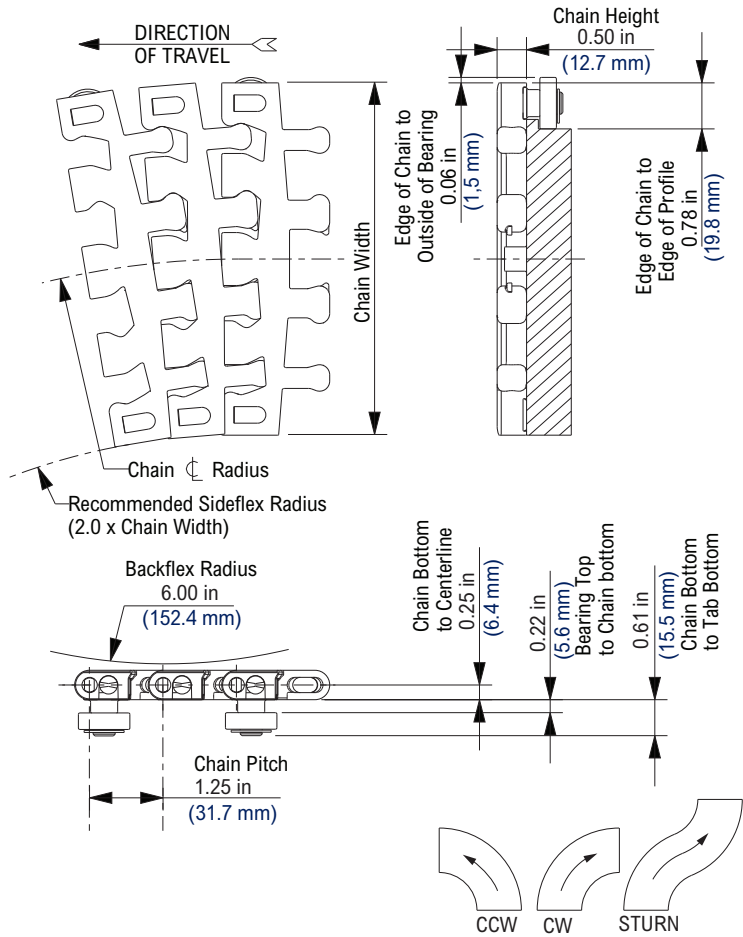 DIRECTION
OF TRAVEL
Chain Height
0.50 in
(12.7 mm)
Edge of Chain to
Outside of Bearing
0.06 in
(1,5 mm)
Edge of Chain to
Edge of Profile
0.78 in
(19.8 mm)
Chain Width
Chain ℄ Radius
Recommended Sideflex Radius
(2.0 x Chain Width)
Backflex Radius
6.00 in
(152.4 mm)
Chain Bottom
to Centerline
0.25 in
(6.4 mm)
0.22 in
(5.6 mm)
Bearing Top
to Chain bottom
0.61 in
(15.5 mm)
Chain Bottom
to Tab Bottom
Chain Pitch
1.25 in
(31.7 mm)
CCW
CW
STURN